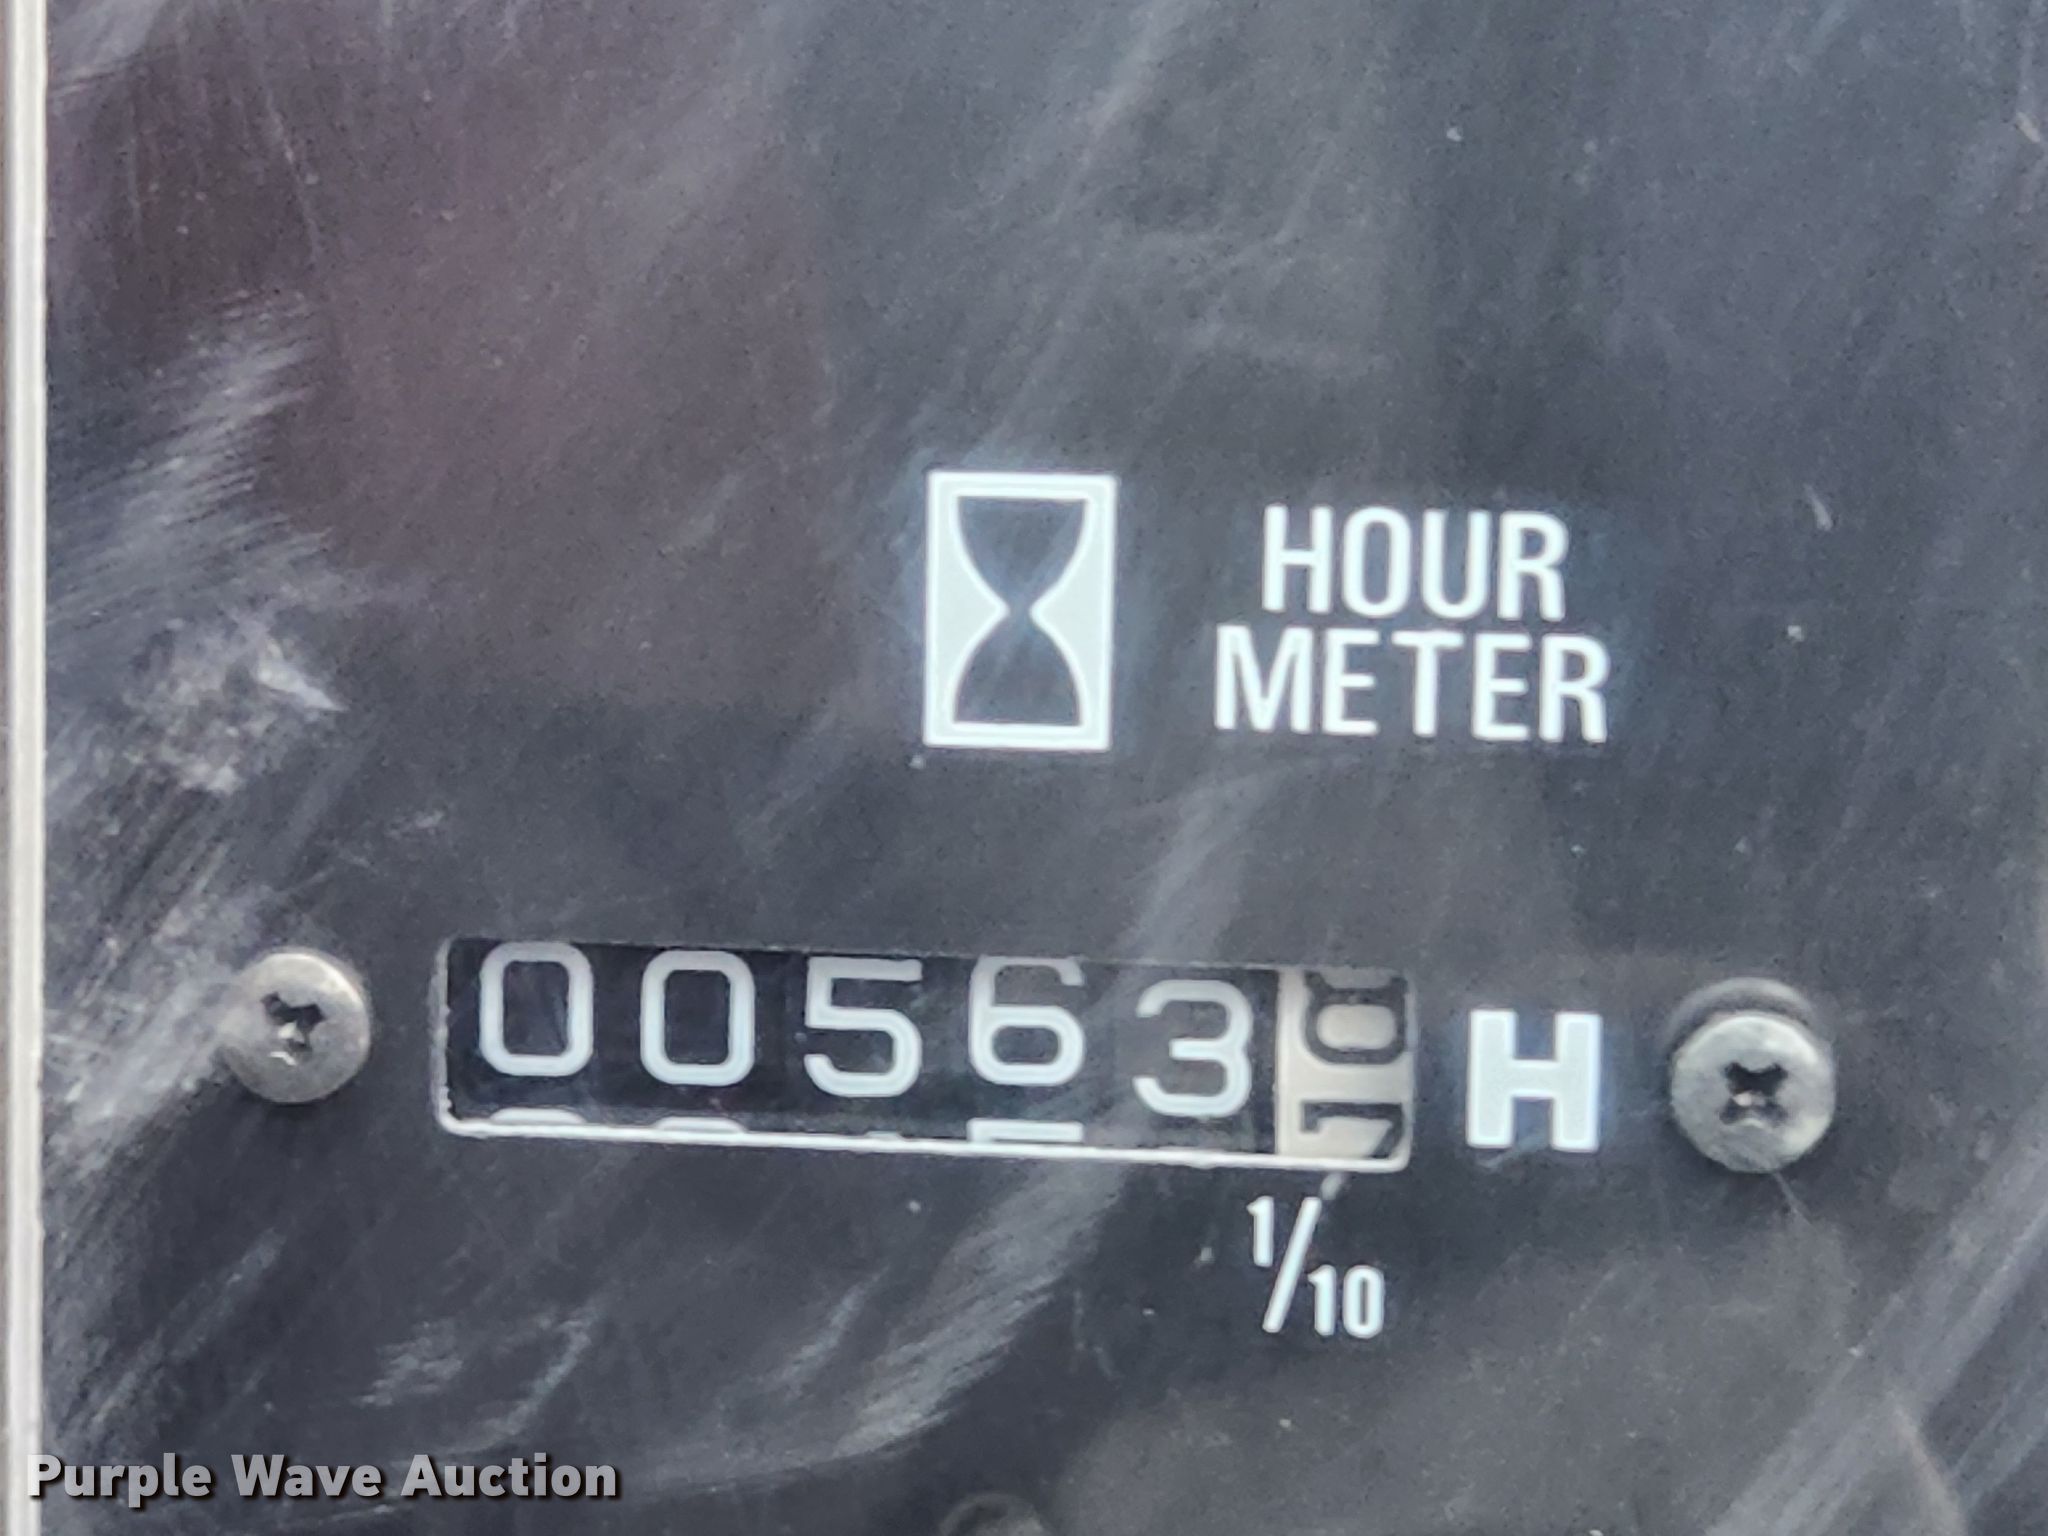 HOUR
METER
00563
H
1/10
Purple Wave Auction